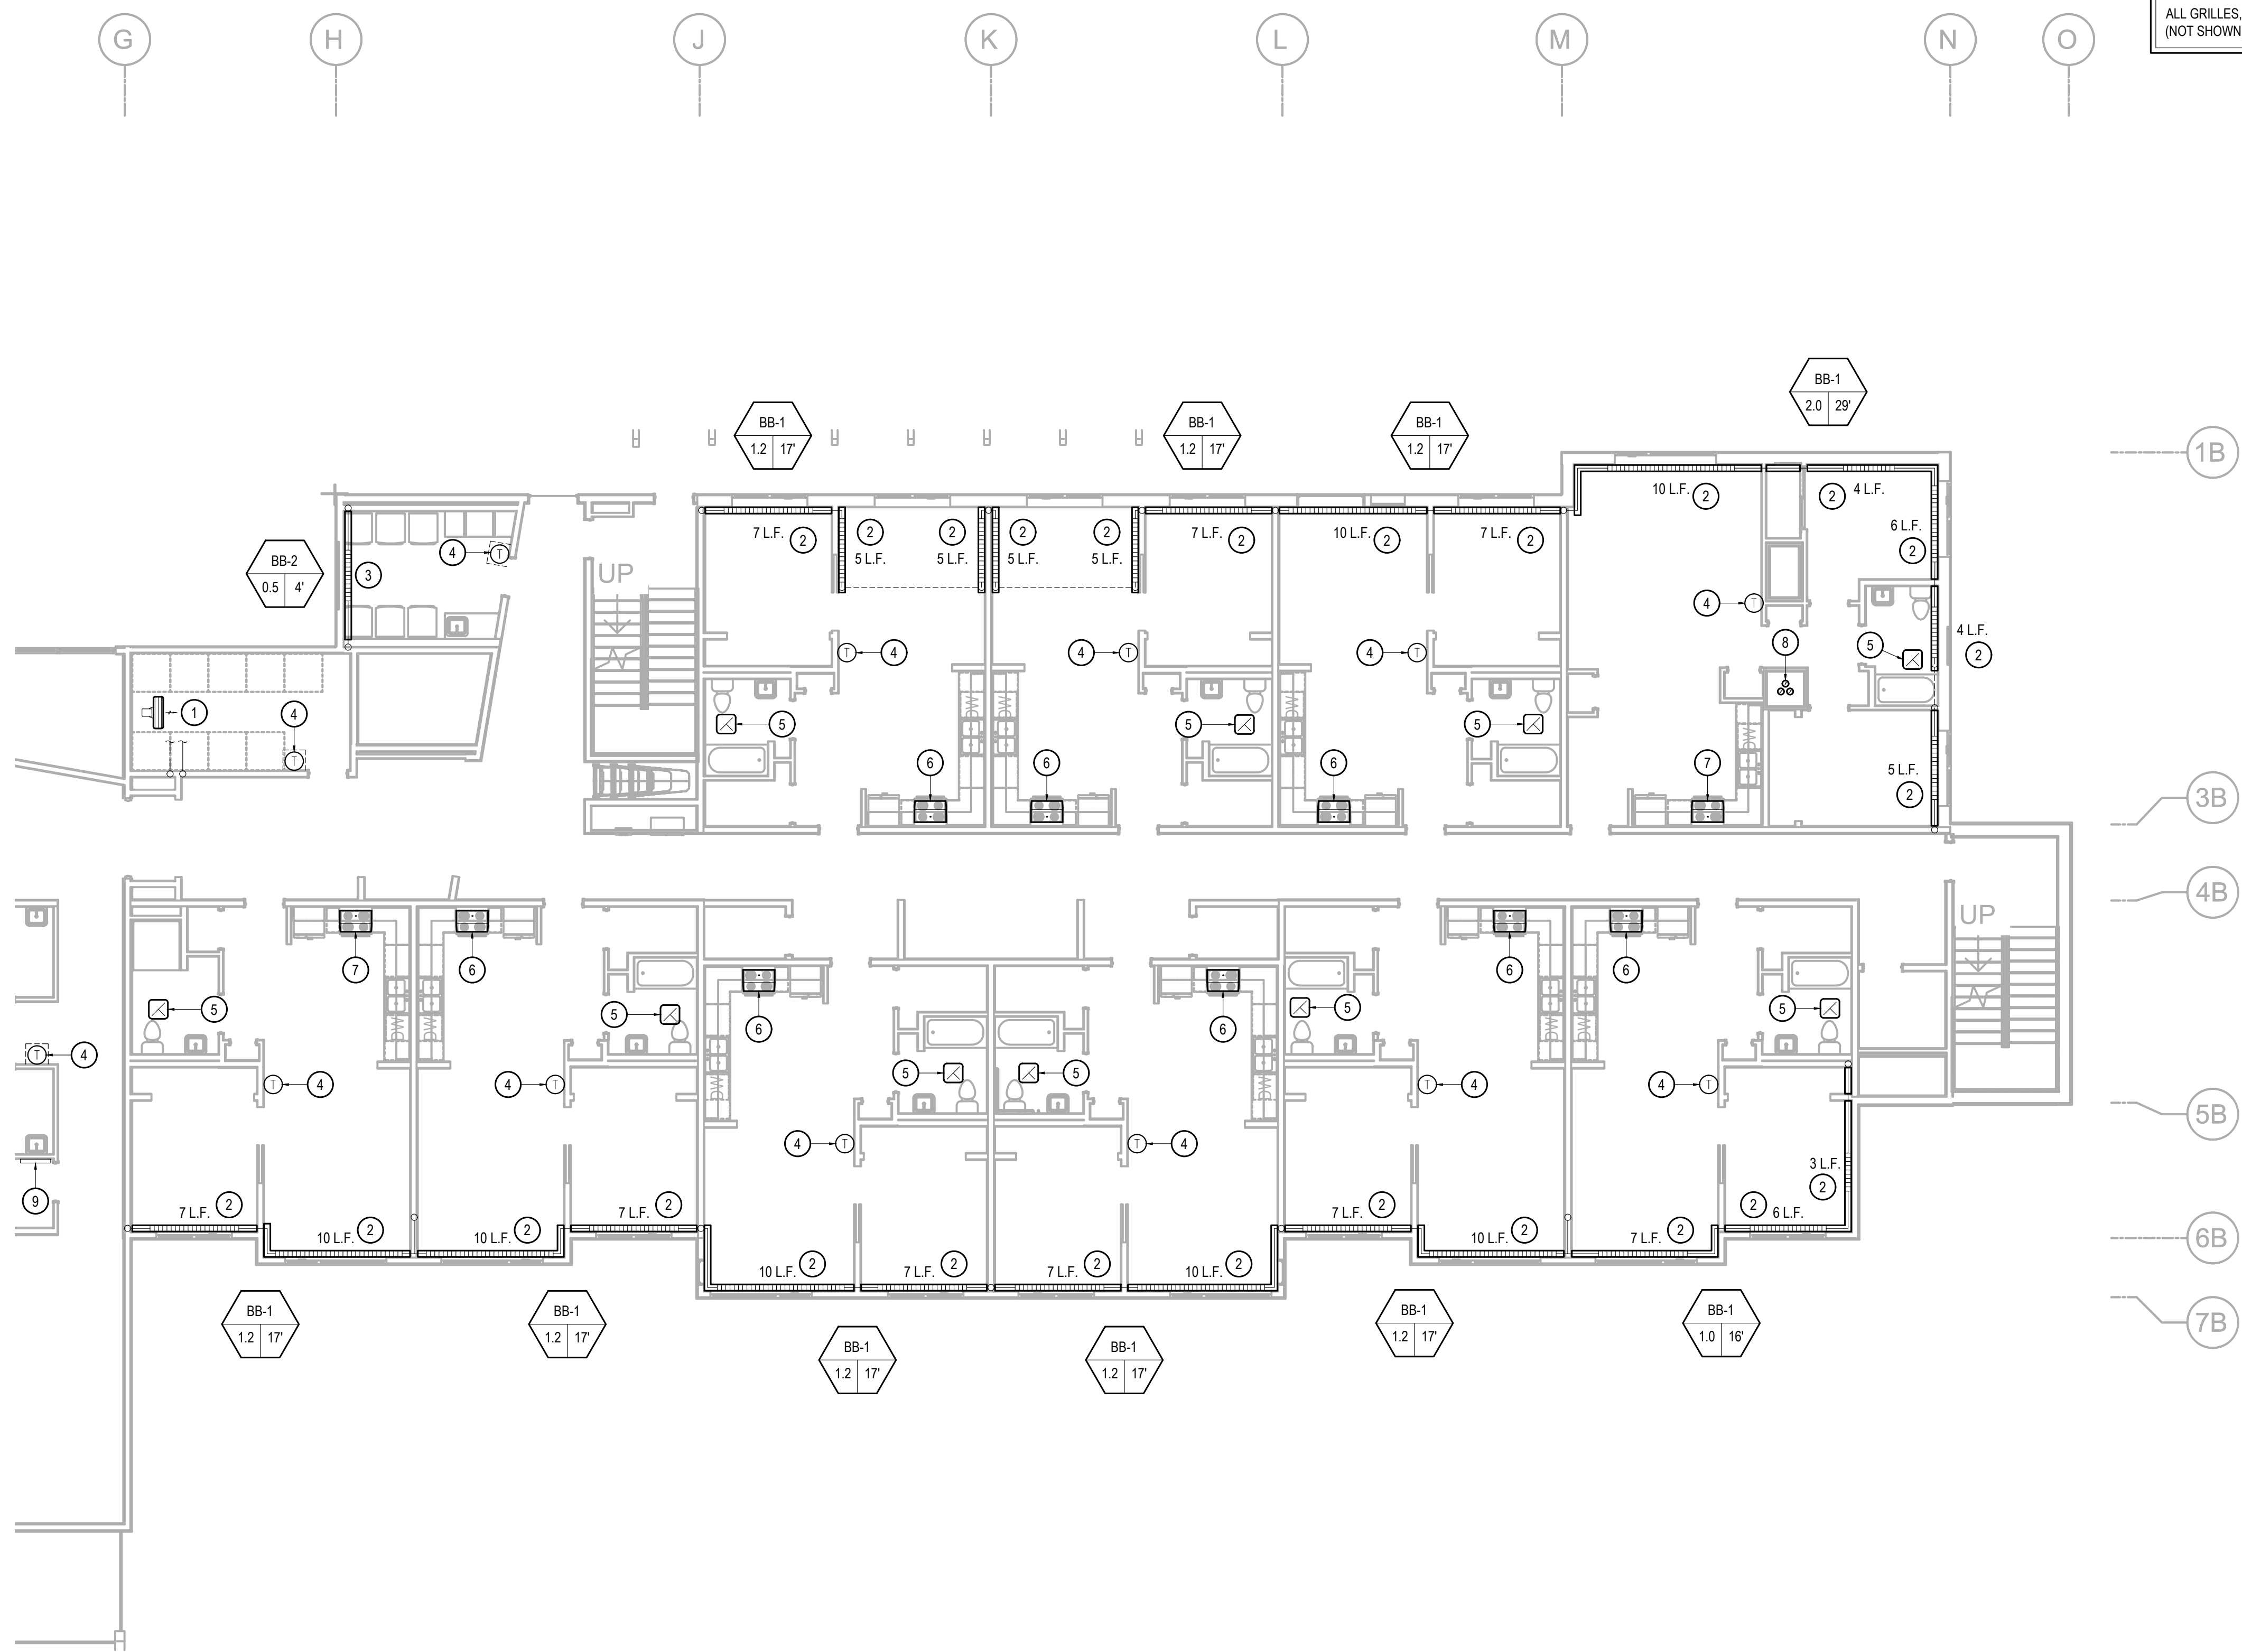 ALL GRILLES,
(NOT SHOWN
G
H
J
K
L
M
N
O
BB-1
2.0 29'
BB-1
1.2 17'
BB-1
1.2 17'
BB-1
1.2 17'
1B
7 L.F. 2
2
5 L.F.
2
5 L.F.
2
5 L.F.
2
5 L.F.
7 L.F. 2
10 L.F. 2
7 L.F. 2
10 L.F. 2
2 4 L.F.
6 L.F.
2
BB-2
0.5 4'
3
4 T
UP
4 T
4 L.F.
2
8
5
T 4
4 T
4 T
1
4
T
5
5
5
6
6
6
7
5 L.F.
2
3B
4B
UP
7
6
6
6
6
6
5
5
5
5
5
5
T 4
T 4
4 T
4 T
T 4
T 4
4 T
5B
9
7 L.F. 2
10 L.F. 2
10 L.F. 2
7 L.F. 2
10 L.F. 2
7 L.F. 2
7 L.F. 2
10 L.F. 2
7 L.F. 2
10 L.F. 2
7 L.F. 2
3 L.F.
2
2 6 L.F.
6B
BB-1
1.2 17'
BB-1
1.2 17'
BB-1
1.2 17'
BB-1
1.2 17'
BB-1
1.2 17'
BB-1
1.0 16'
7B